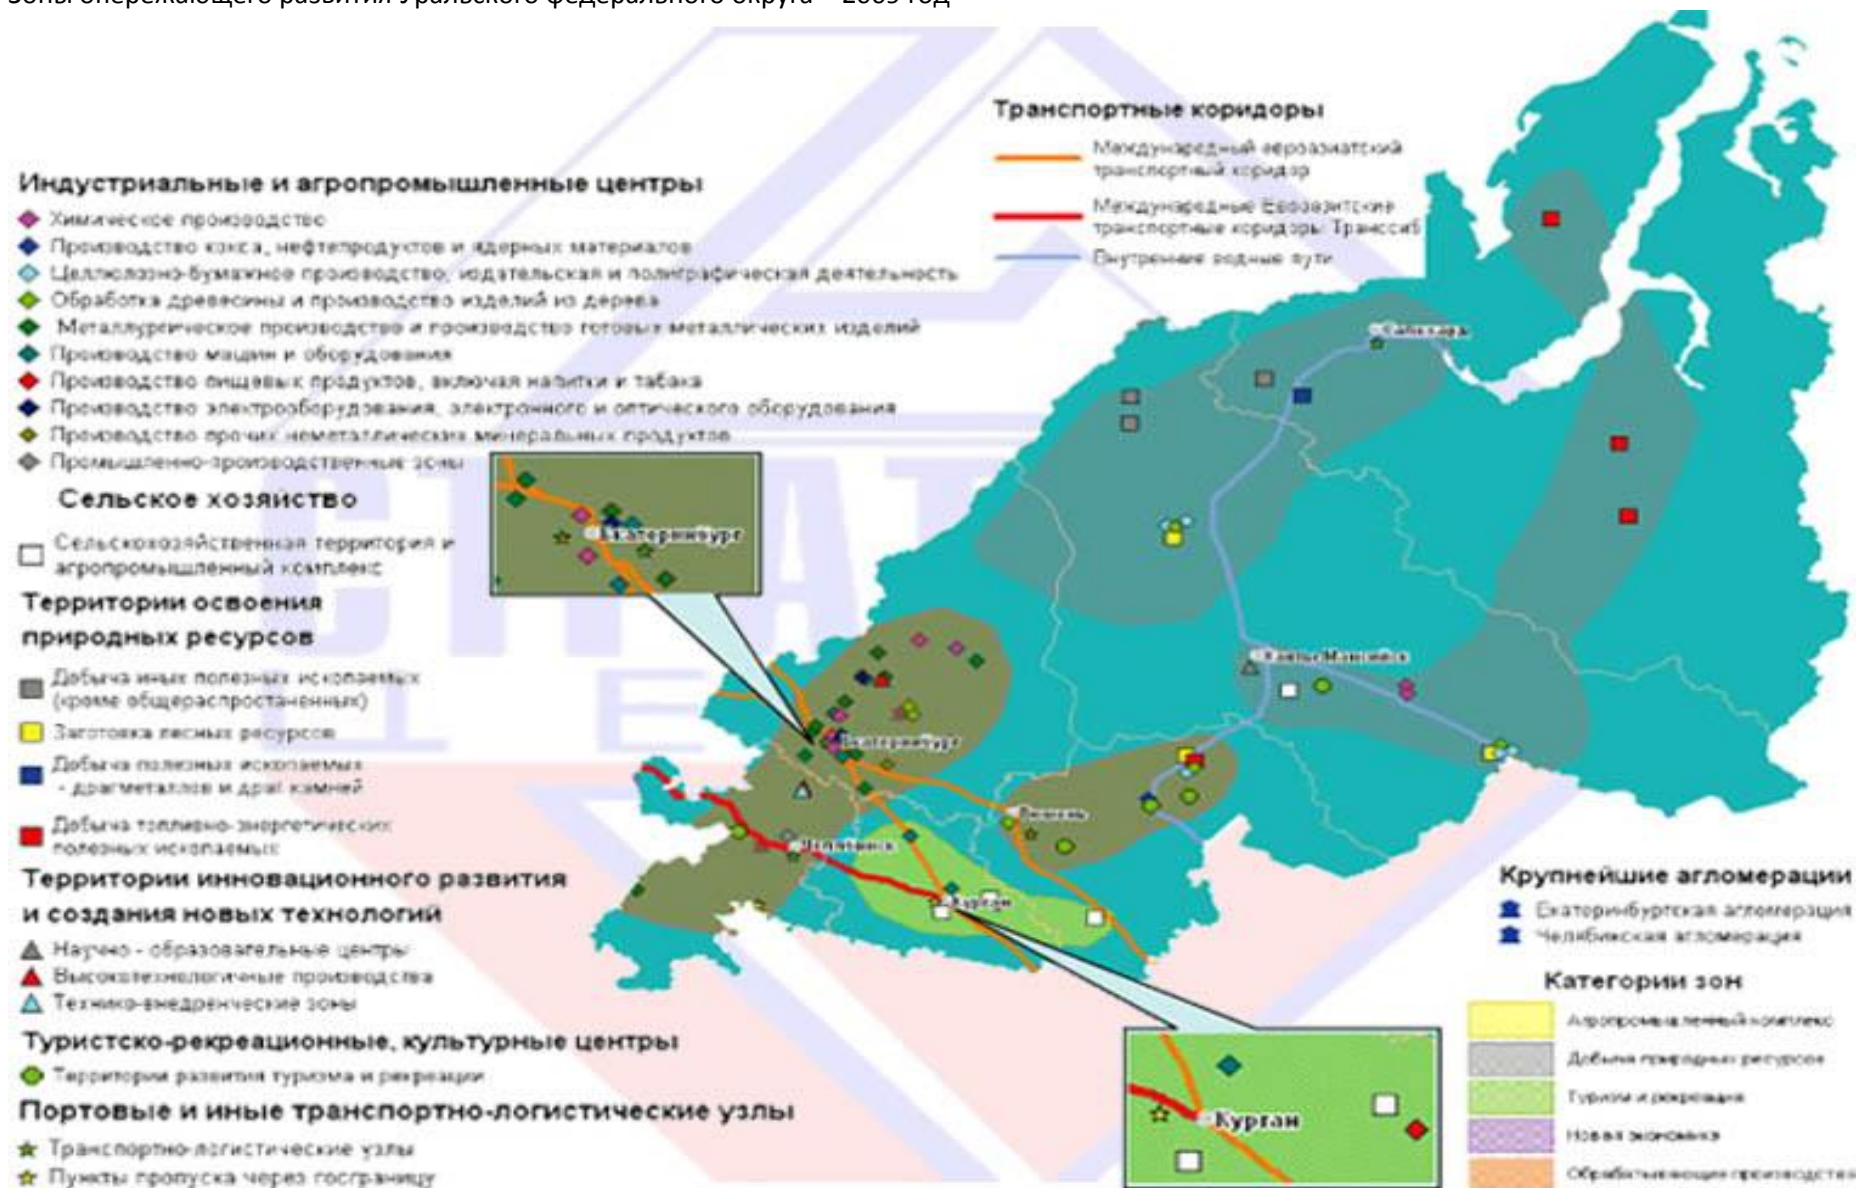 Зоны опережающего развития Уральского федерального округа – 2009 год
Транспортные коридоры
Международный евроазиатский
транспортный коридор
Международные Евроазитские
транспортные коридоры Транссиб
Внутренние водные пути
Индустриальные и агропромышленные центры
Химическое производство
Производство кокса, нефтепродуктов и ядерных материалов
Целлюлозно-бумажное производство, издательская и полиграфическая деятельность
Обработка древесины и производство изделий из дерева
Металлургическое производство и производство готовых металлических изделий
Производство машин и оборудования
Производство пищевых продуктов, включая напитки и табака
Производство электрооборудования, электронного и оптического оборудования
Производство прочих неметаллических минеральных продуктов
Промышленно-производственные зоны
Сельское хозяйство
Сельскохозяйственная территория и
агропромышленный комплекс
Территории освоения
природных ресурсов
Добыча иных полезных ископаемых
(кроме общераспростаненных)
Заготовка лесных ресурсов
Добыча полезных ископаемых
- драгметаллов и драг камней
Добыча топливно-энергетических
полезных ископаемых
Территории инновационного развития
и создания новых технологий
Научно - образовательные центры
Высокотехнологичные производства
Технико-внедренческие зоны
Туристско-рекреационные, культурные центры
Территории развития туризма и рекреации
Портовые и иные транспортно-логистические узлы
Транспортно-логистические узлы
Пункты пропуска через госграницу
Салехард
Екатеринбург
Ханты-Мансийск
Екатеринбург
Тюмень
Челябинск
Курган
Курган
Крупнейшие агломерации
Екатеринбургская агломерация
Челябинская агломерация
Категории зон
Агропромышленный комплекс
Добыча природных ресурсов
Туризм и рекреация
Новая экономика
Обрабатывающие производства